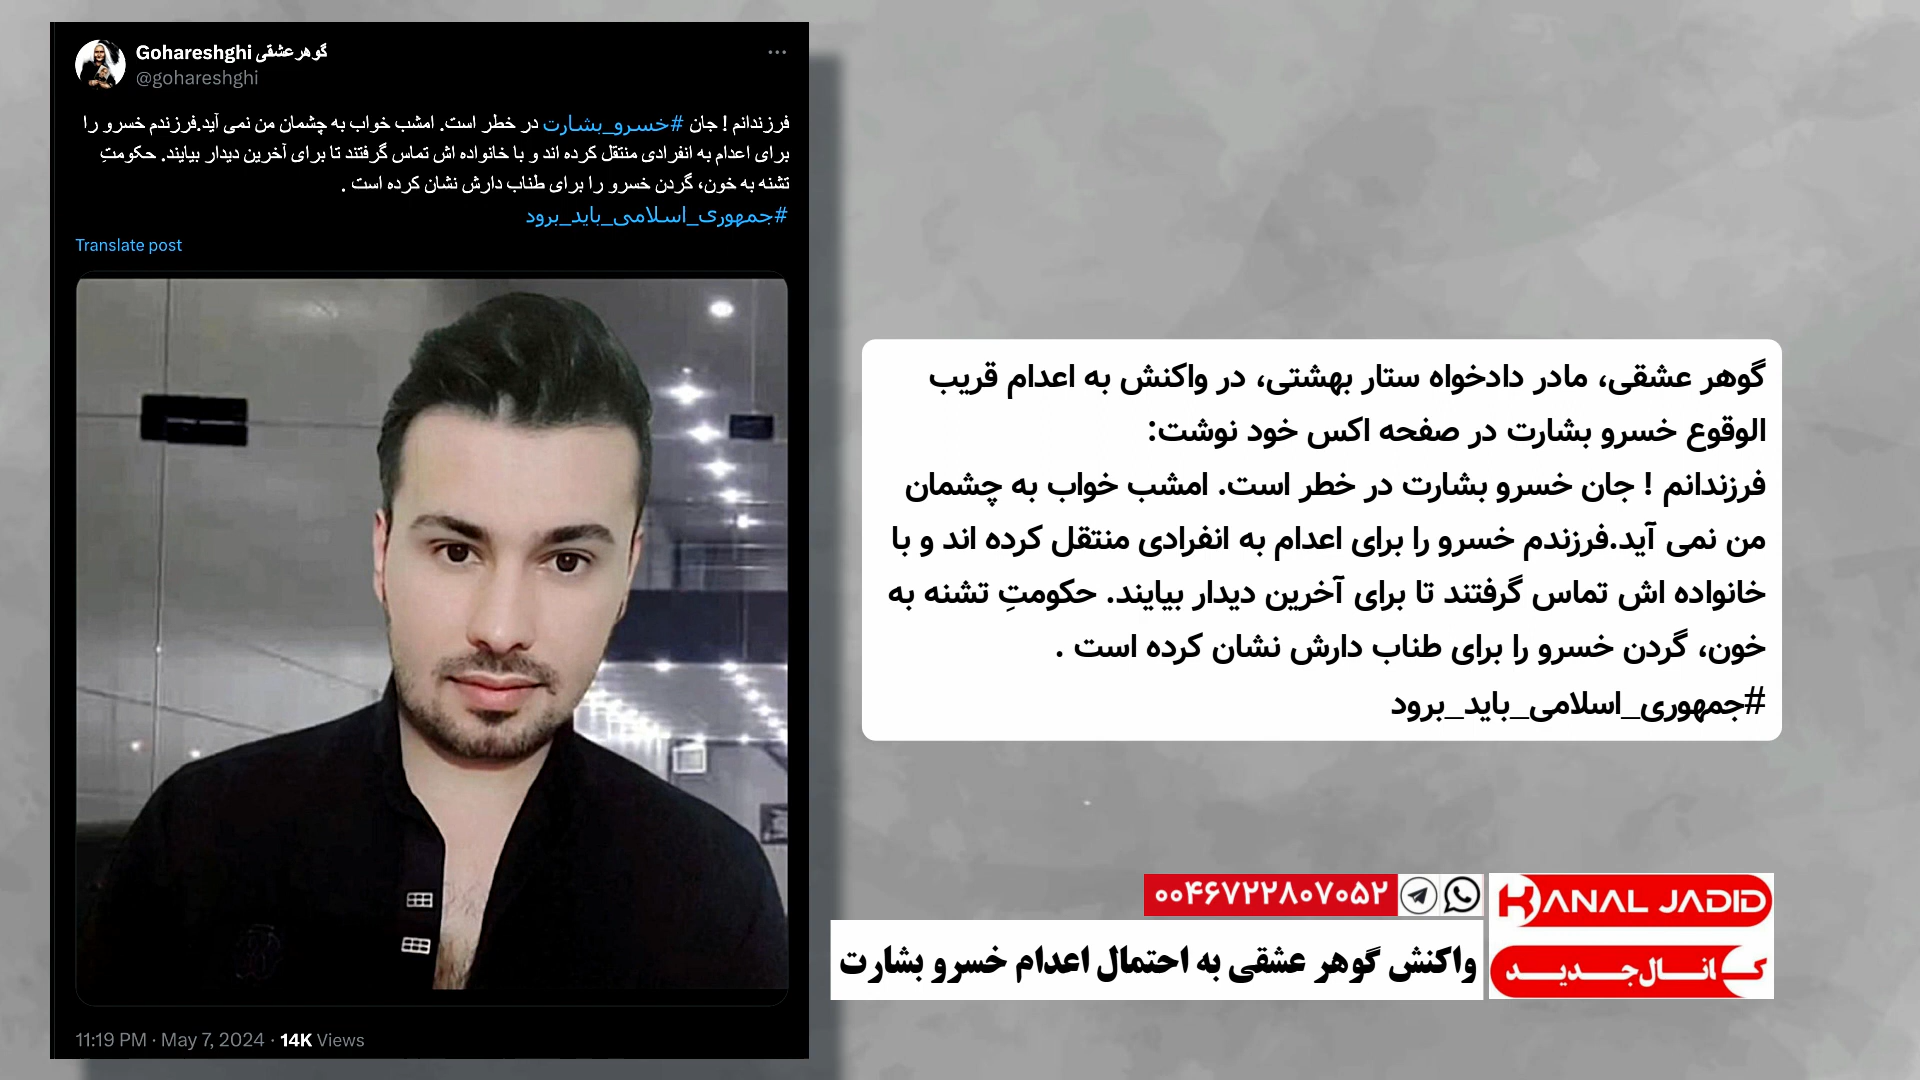 Gohareshghi گوهرعشقی
@gohareshghi
فرزندانم ! جان #خسرو_بشارت در خطر است. امشب خواب به چشمان من نمی آید.فرزندم خسرو را
برای اعدام به انفرادی منتقل کرده اند و با خانواده اش تماس گرفتند تا برای آخرین دیدار بیایند. حکومتِ
تشنه به خون، گردن خسرو را برای طناب دارش نشان کرده است .
#جمهوری_اسلامی_باید_برود
Translate post
11:19 PM · May 7, 2024 · 14K Views
گوهر عشقی، مادر دادخواه ستار بهشتی، در واکنش به اعدام قریب
الوقوع خسرو بشارت در صفحه اکس خود نوشت:
فرزندانم ! جان خسرو بشارت در خطر است. امشب خواب به چشمان
من نمی آید.فرزندم خسرو را برای اعدام به انفرادی منتقل کرده اند و با
خانواده اش تماس گرفتند تا برای آخرین دیدار بیایند. حکومتِ تشنه به
خون، گردن خسرو را برای طناب دارش نشان کرده است .
#جمهوری_اسلامی_باید_برود
۰۰۴۶۷۲۲۸۰۷۰۵۲
KANAL JADID
کانال جدید
واکنش گوهر عشقی به احتمال اعدام خسرو بشارت